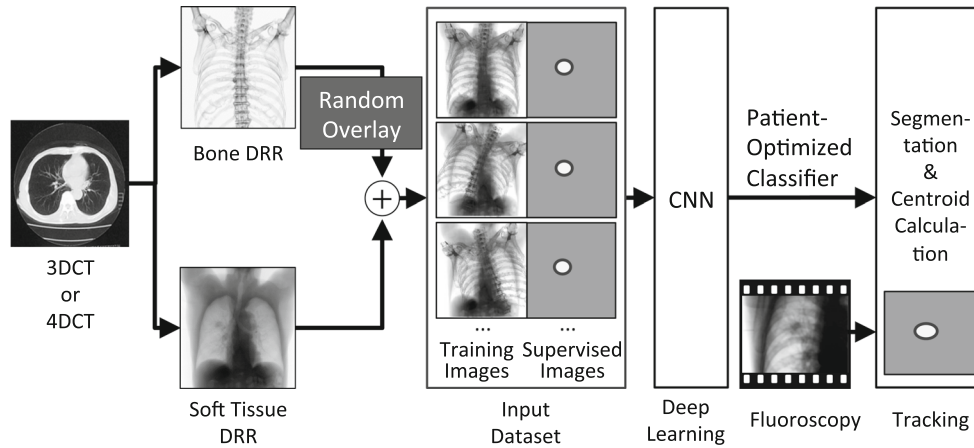 3DCT
or
4DCT
Bone DRR
Soft Tissue
DRR
Random
Overlay
+
...
...
Training
Images
Supervised
Images
Input
Dataset
CNN
Deep
Learning
Patient-
Optimized
Classifier
Fluoroscopy
Segmen-
tation
&
Centroid
Calcula-
tion
Tracking